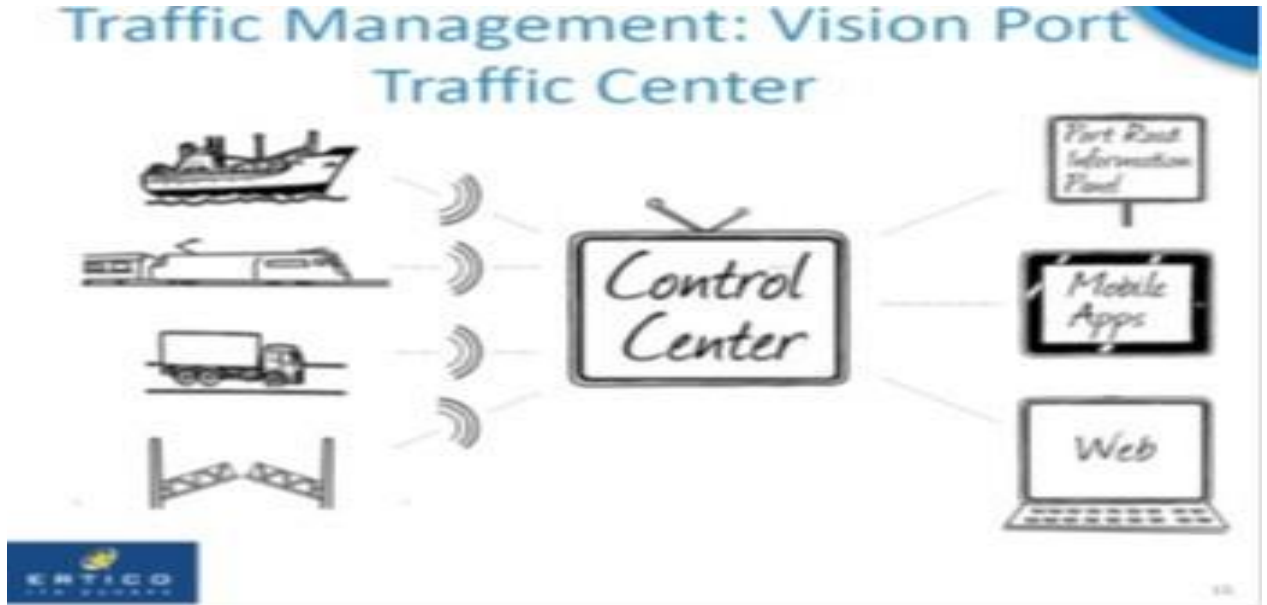 Traffic Management: Vision Port
Traffic Center
Port Road
Information
Panel
Control
Center
Mobile
Apps
Web
ERTICO